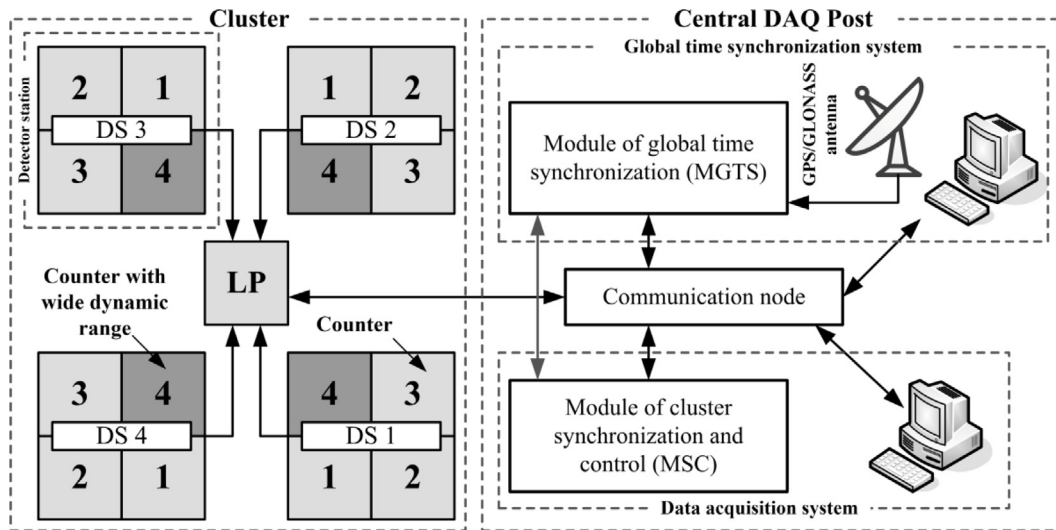 Cluster
Detector station
2 1
DS 3
3 4
1 2
DS 2
4 3
LP
Counter with
wide dynamic
range
Counter
3 4
DS 4
2 1
4 3
DS 1
1 2
Central DAQ Post
Global time synchronization system
Module of global time
synchronization (MGTS)
GPS/GLONASS
antenna
Communication node
Module of cluster
synchronization and
control (MSC)
Data acquisition system